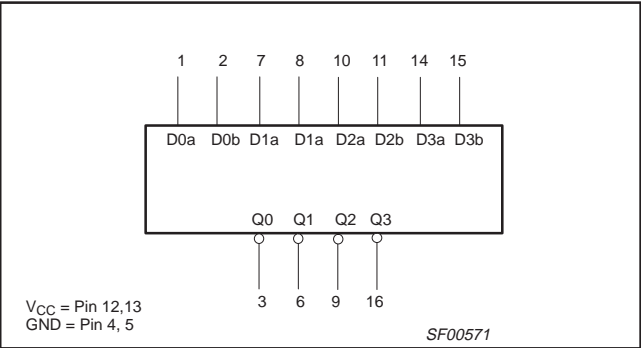 1 2 7 8 10 11 14 15
D0a D0b D1a D1a D2a D2b D3a D3b
Q0 Q1 Q2 Q3
3 6 9 16
VCC = Pin 12,13
GND = Pin 4, 5
SF00571